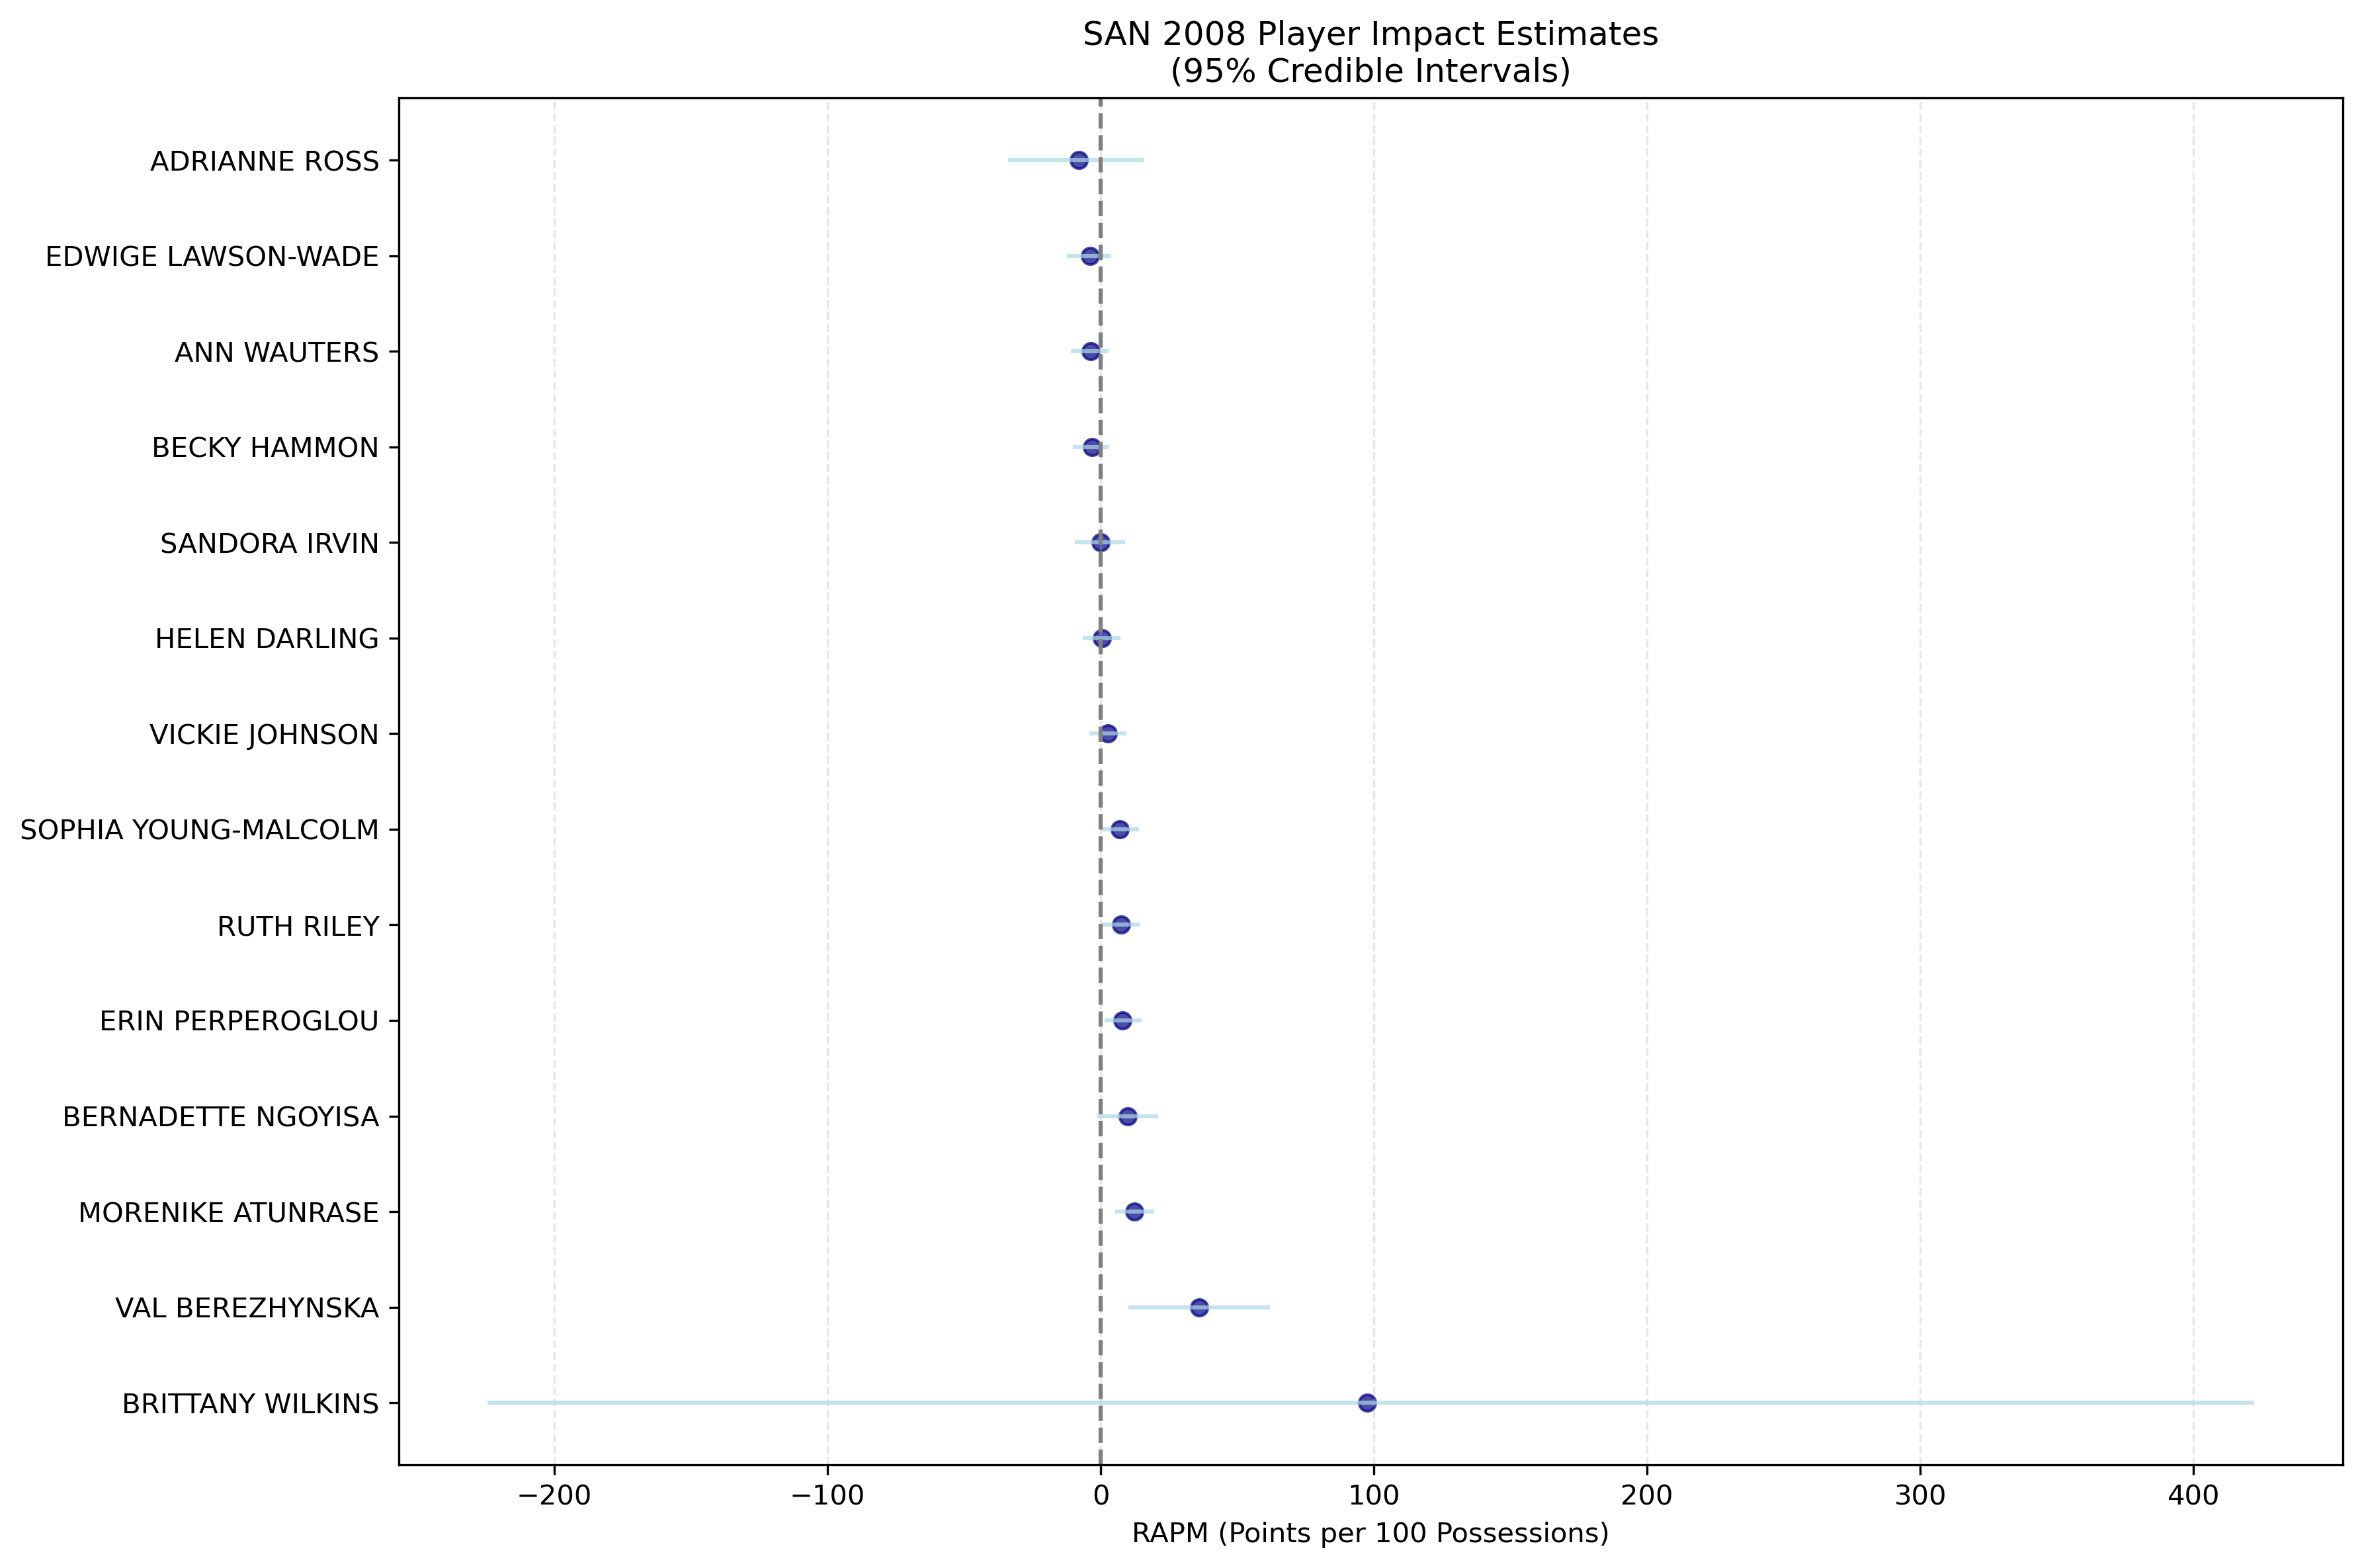 SAN 2008 Player Impact Estimates
(95% Credible Intervals)
ADRIANNE ROSS
EDWIGE LAWSON-WADE
ANN WAUTERS
BECKY HAMMON
SANDORA IRVIN
HELEN DARLING
VICKIE JOHNSON
SOPHIA YOUNG-MALCOLM
RUTH RILEY
ERIN PERPEROGLOU
BERNADETTE NGOYISA
MORENIKE ATUNRASE
VAL BEREZHYNSKA
BRITTANY WILKINS
−200 −100 0 100 200 300 400
RAPM (Points per 100 Possessions)